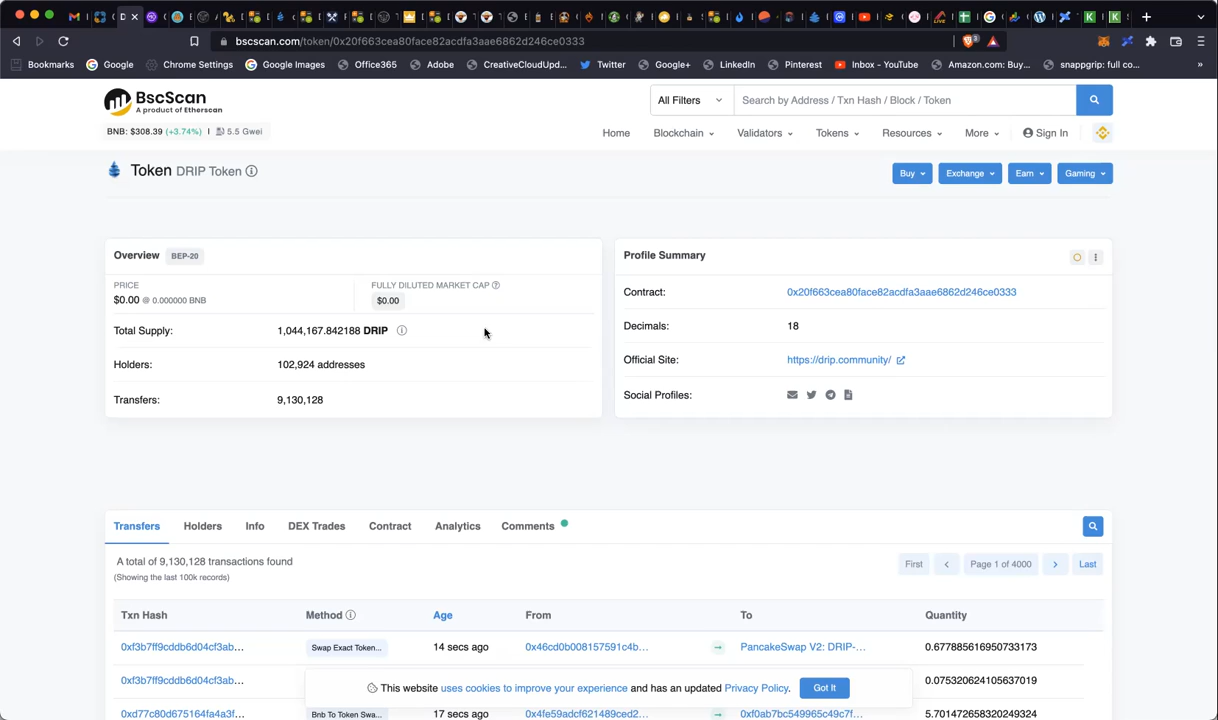 bscscan.com/token/0x20f663cea80face82acdfa3aae6862d246ce0333
Bookmarks Google Chrome Settings Google Images Office365 Adobe CreativeCloudUpd... Twitter Google+ LinkedIn Pinterest Inbox - YouTube Amazon.com: Buy... snappgrip: full co... »
BscScan
A product of Etherscan
All Filters
Search by Address / Txn Hash / Block / Token
BNB: $308.39 (+3.74%) | 5.5 Gwei
Home Blockchain Validators Tokens Resources More Sign In
Token DRIP Token
Buy Exchange Earn Gaming
Overview BEP-20
PRICE
$0.00 @ 0.000000 BNB
FULLY DILUTED MARKET CAP
$0.00
Total Supply: 1,044,167.842188 DRIP
Holders: 102,924 addresses
Transfers: 9,130,128
Profile Summary
Contract: 0x20f663cea80face82acdfa3aae6862d246ce0333
Decimals: 18
Official Site: https://drip.community/
Social Profiles:
Transfers Holders Info DEX Trades Contract Analytics Comments
A total of 9,130,128 transactions found
(Showing the last 100k records)
First Page 1 of 4000 Last
Txn Hash Method Age From To Quantity
0xf3b7ff9cddb6d04cf3ab... Swap Exact Token... 14 secs ago 0x46cd0b008157591c4b... PancakeSwap V2: DRIP-... 0.677885616950733173
0xf3b7ff9cddb6d04cf3ab... 0.075320624105637019
This website uses cookies to improve your experience and has an updated Privacy Policy. Got It
0xd77c80d675164fa4a3f... Bnb To Token Swa... 17 secs ago 0x4fe59adcf621489ced2... 0xf0ab7bc549965c49c7f... 5.701472658320249324